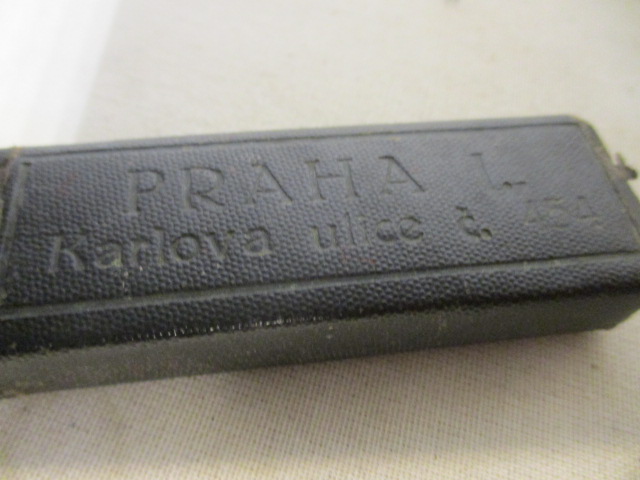 PRAHA I.
Karlova ulice č. 454